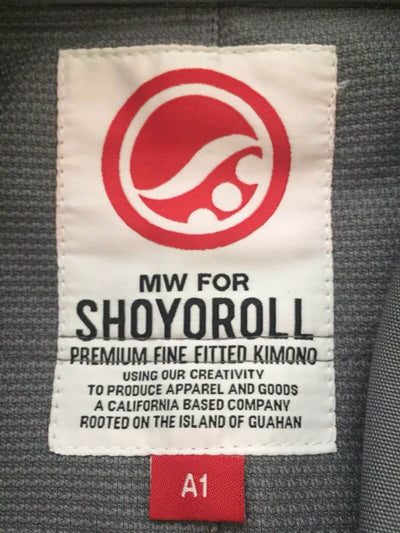 MW FOR
SHOYOROLL
PREMIUM FINE FITTED KIMONO
USING OUR CREATIVITY
TO PRODUCE APPAREL AND GOODS
A CALIFORNIA BASED COMPANY
ROOTED ON THE ISLAND OF GUAHAN
A1